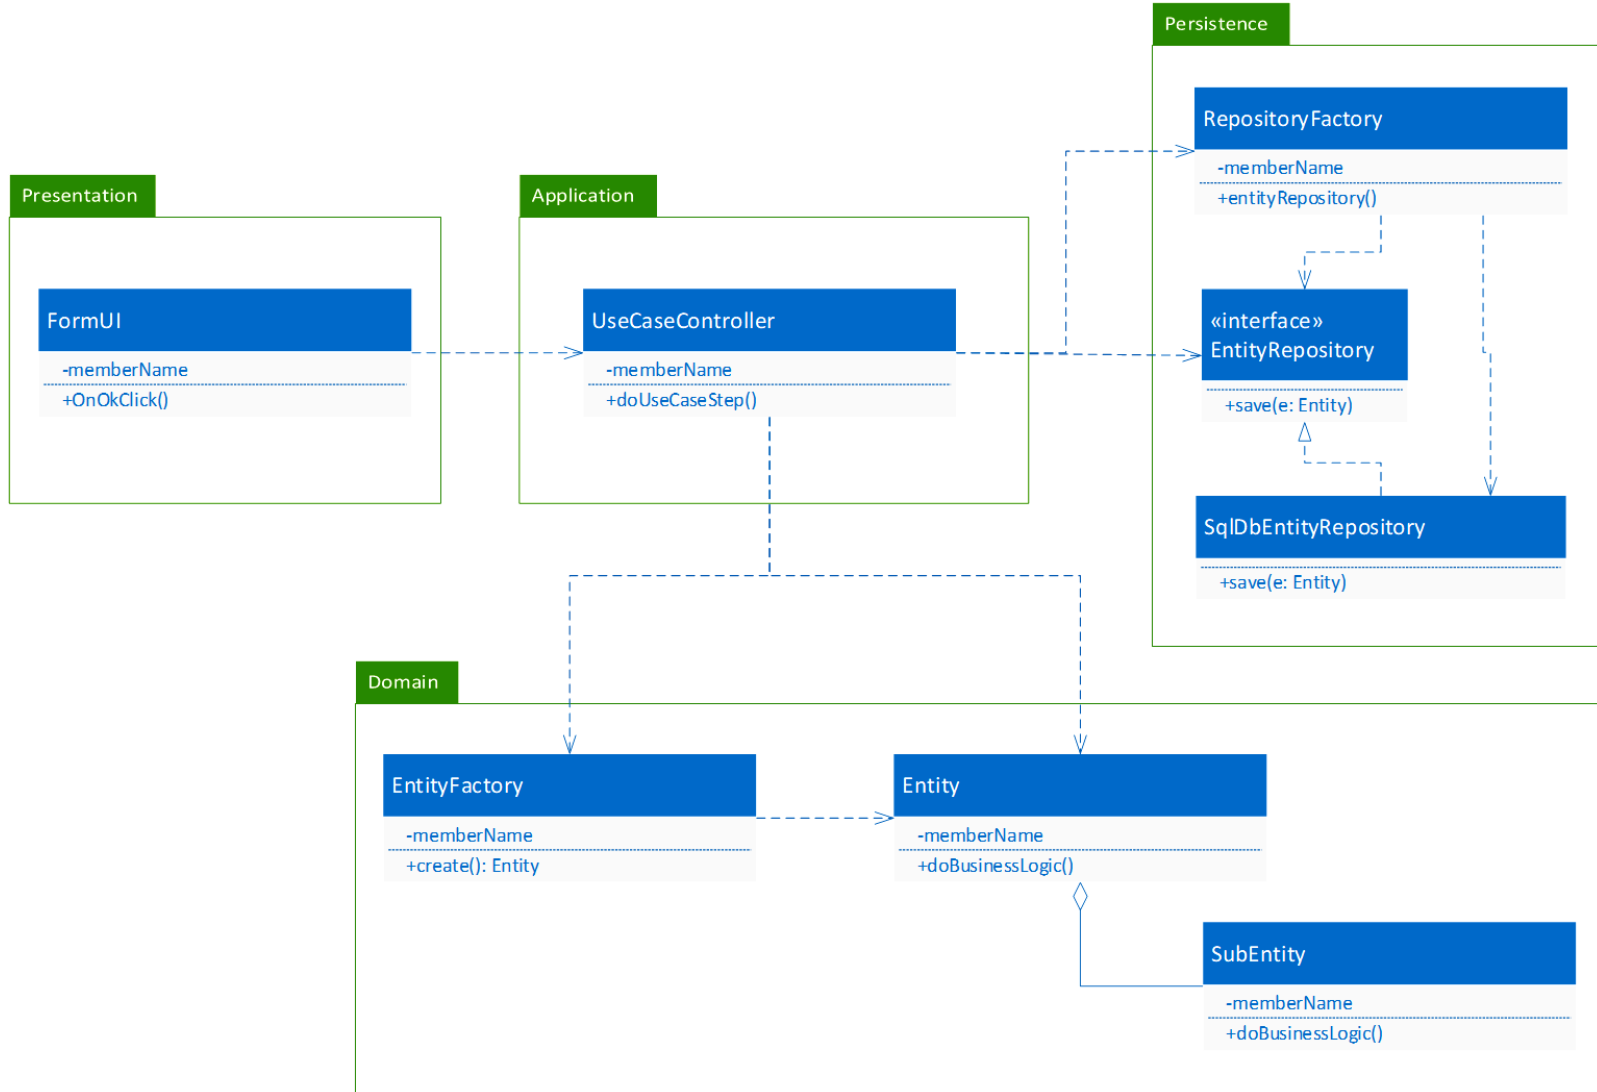 Persistence
RepositoryFactory
-memberName
+entityRepository()
Presentation
Application
FormUI
-memberName
+OnOkClick()
UseCaseController
-memberName
+doUseCaseStep()
«interface»
EntityRepository
+save(e: Entity)
SqlDbEntityRepository
+save(e: Entity)
Domain
EntityFactory
-memberName
+create(): Entity
Entity
-memberName
+doBusinessLogic()
SubEntity
-memberName
+doBusinessLogic()